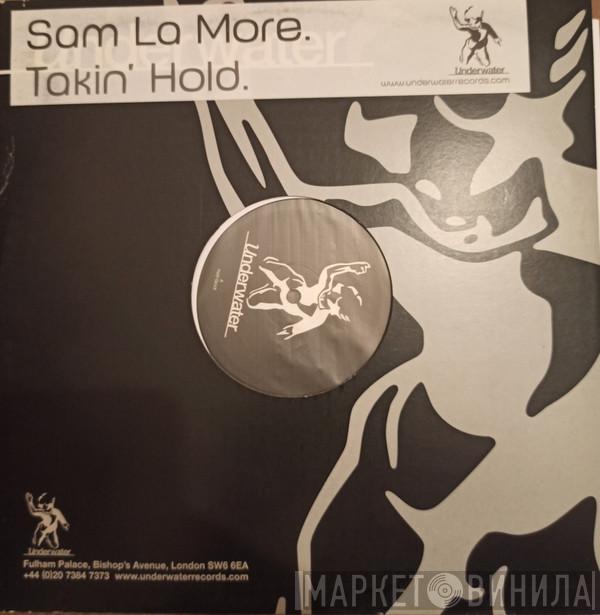 Sam La More.
Takin' Hold.
underwater
Underwater
www.underwaterrecords.com
Underwater
Underwater
Fulham Palace, Bishop's Avenue, London SW6 6EA
+44 (0)20 7384 7373 www.underwaterrecords.com
МАРКЕТ ВИНИЛА